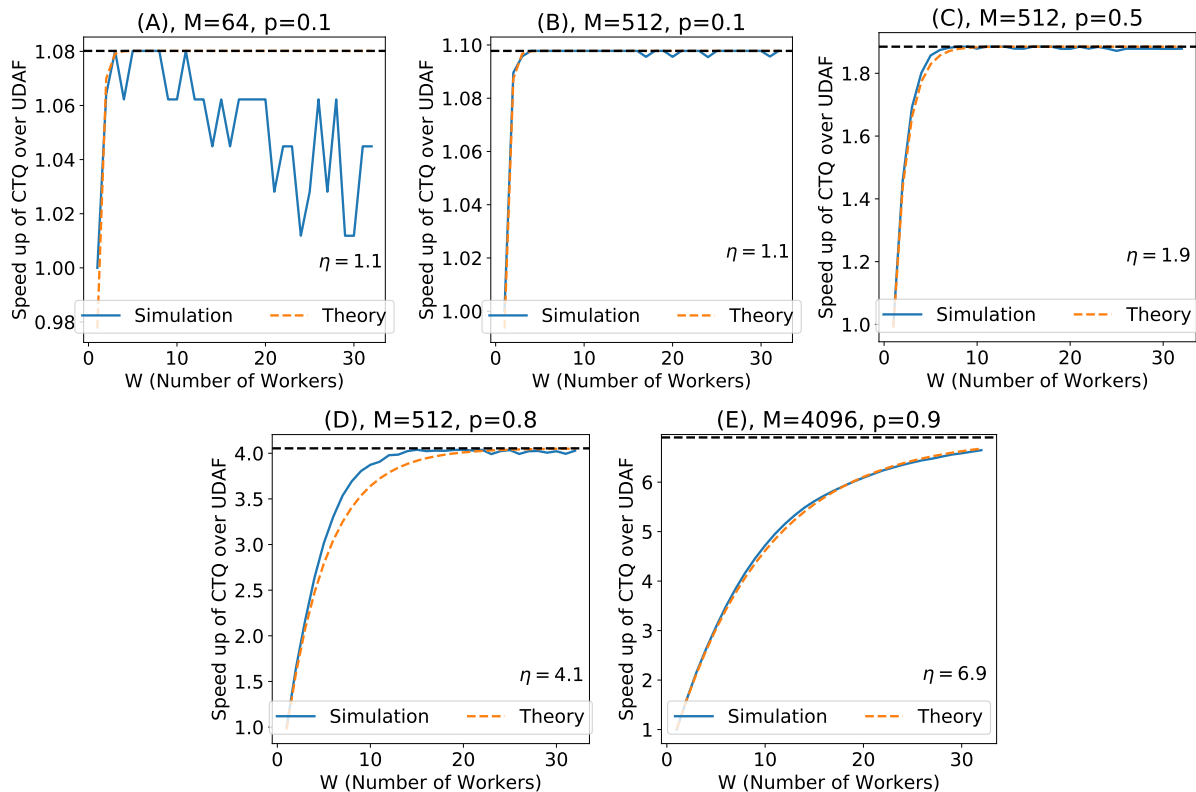 (A), M=64, p=0.1
Speed up of CTQ over UDAF
1.08
1.06
1.04
1.02
1.00
0.98
η = 1.1
Simulation Theory
0 10 20 30
W (Number of Workers)
(B), M=512, p=0.1
Speed up of CTQ over UDAF
1.10
1.08
1.06
1.04
1.02
1.00
η = 1.1
Simulation Theory
0 10 20 30
W (Number of Workers)
(C), M=512, p=0.5
Speed up of CTQ over UDAF
1.8
1.6
1.4
1.2
1.0
η = 1.9
Simulation Theory
0 10 20 30
W (Number of Workers)
(D), M=512, p=0.8
Speed up of CTQ over UDAF
4.0
3.5
3.0
2.5
2.0
1.5
1.0
η = 4.1
Simulation Theory
0 10 20 30
W (Number of Workers)
(E), M=4096, p=0.9
Speed up of CTQ over UDAF
6
5
4
3
2
1
η = 6.9
Simulation Theory
0 10 20 30
W (Number of Workers)